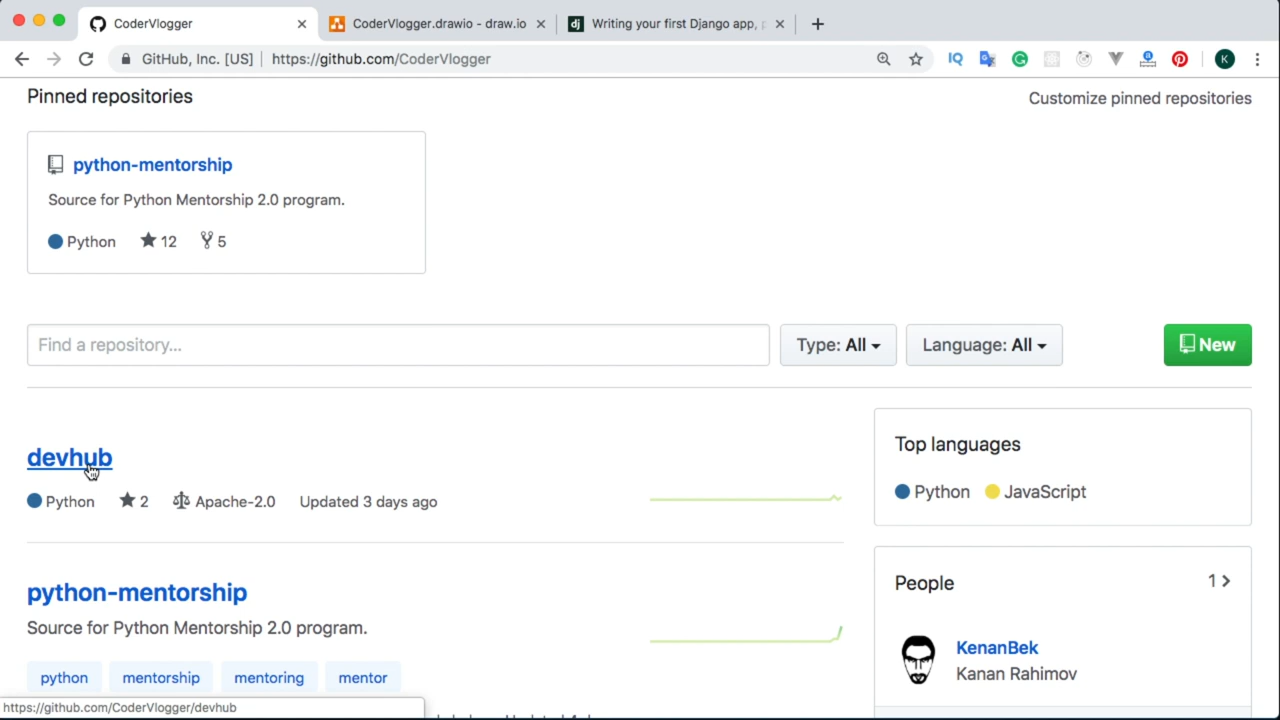 CoderVlogger
CoderVlogger.drawio - draw.io
dj Writing your first Django app,
GitHub, Inc. [US] https://github.com/CoderVlogger
IQ
K
Pinned repositories
Customize pinned repositories
python-mentorship
Source for Python Mentorship 2.0 program.
Python 12 5
Find a repository...
Type: All
Language: All
New
devhub
Python 2 Apache-2.0 Updated 3 days ago
Top languages
Python JavaScript
python-mentorship
Source for Python Mentorship 2.0 program.
python mentorship mentoring mentor
People 1
KenanBek
Kanan Rahimov
https://github.com/CoderVlogger/devhub